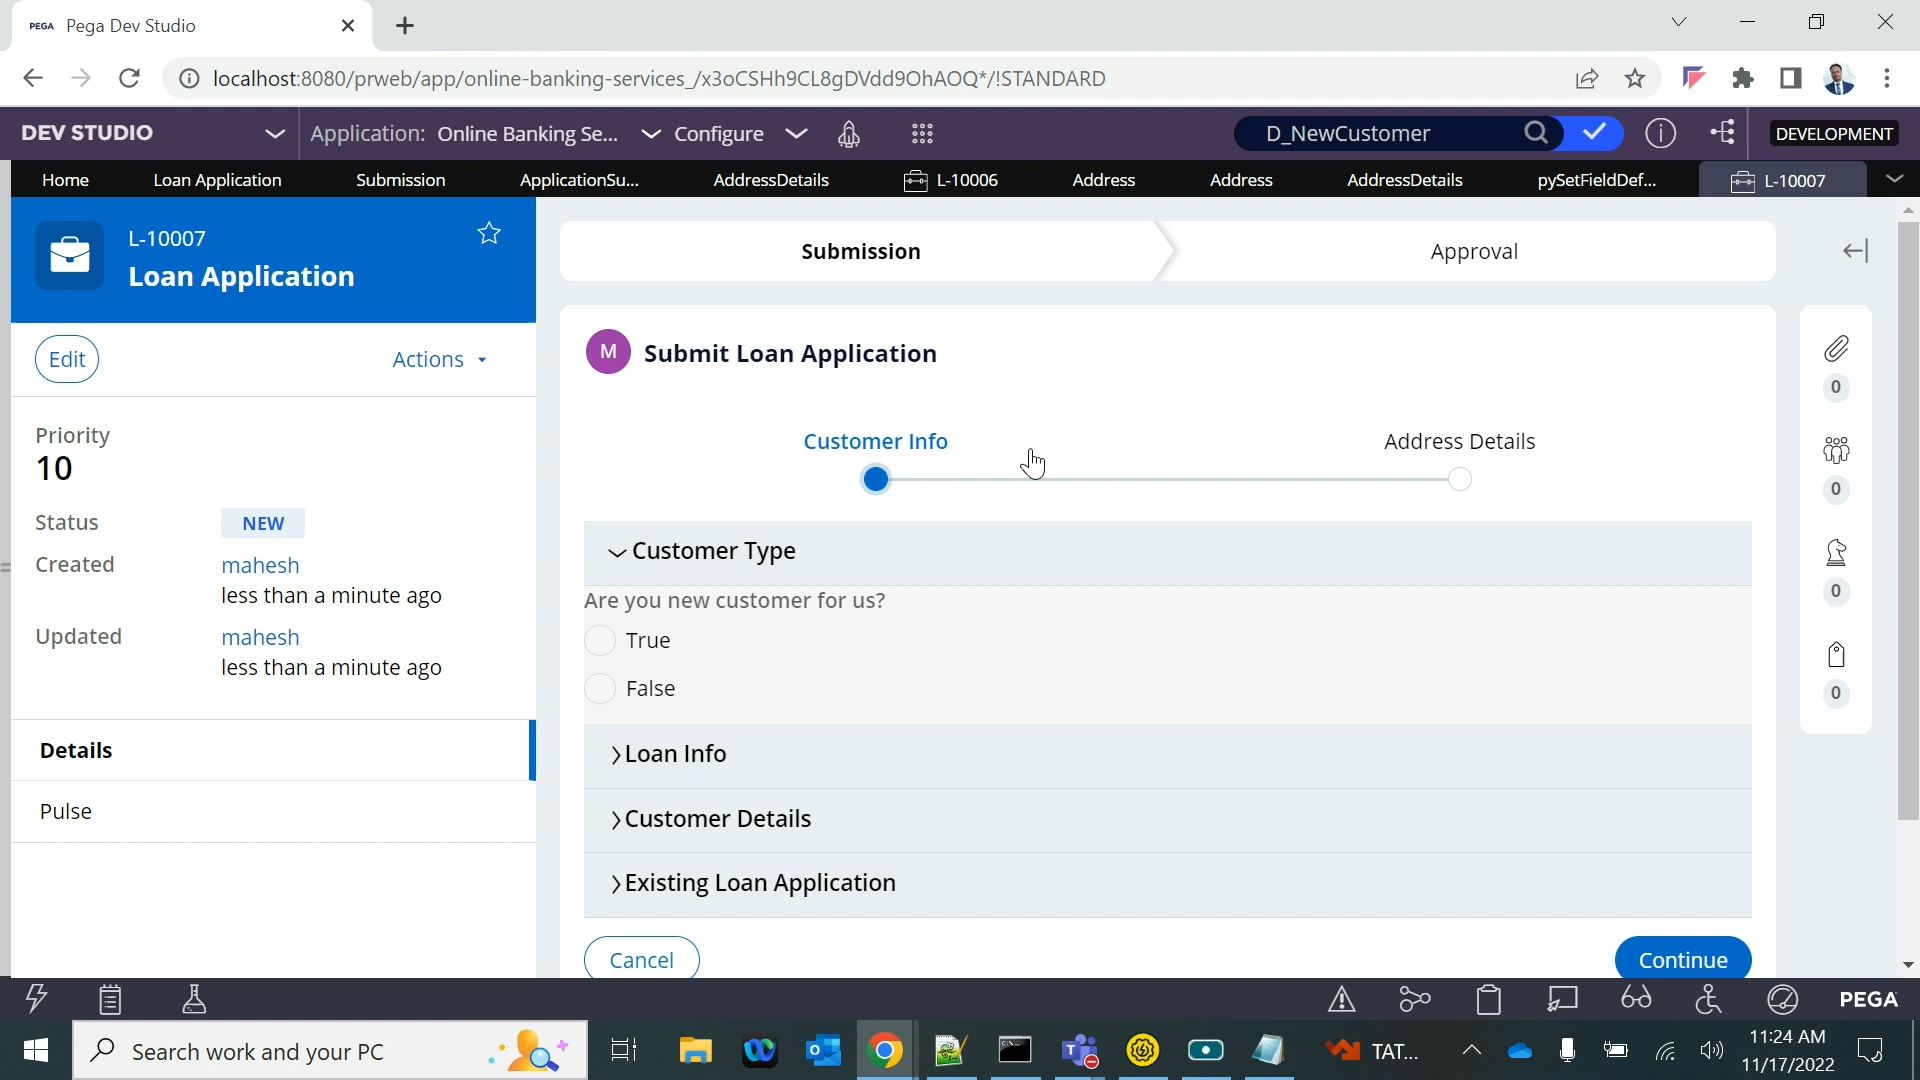 PEGA Pega Dev Studio
localhost:8080/prweb/app/online-banking-services_/x3oCSHh9CL8gDVdd9OhAOQ*/!STANDARD
DEV STUDIO Application: Online Banking Se... Configure D_NewCustomer DEVELOPMENT
Home Loan Application Submission ApplicationSu... AddressDetails L-10006 Address Address AddressDetails pySetFieldDef... L-10007
L-10007
Loan Application
Edit Actions
Priority
10
Status NEW
Created mahesh
less than a minute ago
Updated mahesh
less than a minute ago
Details
Pulse
Submission Approval
M Submit Loan Application
Customer Info Address Details
Customer Type
Are you new customer for us?
True
False
Loan Info
Customer Details
Existing Loan Application
Cancel Continue
0
0
0
0
PEGA
Search work and your PC
TAT...
11:24 AM
11/17/2022